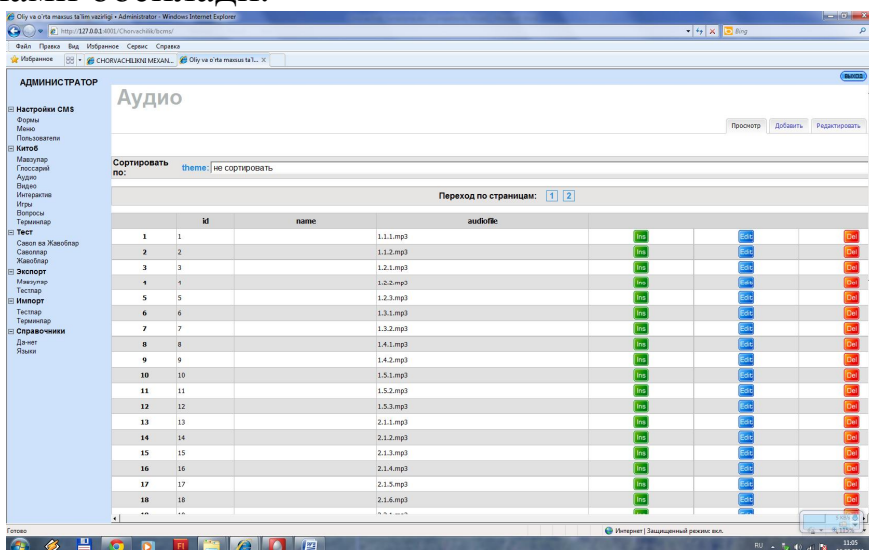 Oliy va o'rta maxsus ta'lim vazirligi • Administrator - Windows Internet Explorer
http://127.0.0.1:4001/Chorvachilik/bcms/
Bing
Файл Правка Вид Избранное Сервис Справка
Избранное CHORVACHILIKNI MEXAN... Oliy va o'rta maxsus ta'l... X
АДМИНИСТРАТОР
Настройки CMS
Формы
Меню
Пользователи
Китоб
Мавзулар
Глоссарий
Аудио
Видео
Интерактив
Игры
Вопросы
Терминлар
Тест
Савол ва Жавоблар
Саволлар
Жавоблар
Экспорт
Мавзулар
Тестлар
Импорт
Тестлар
Терминлар
Справочники
Да-нет
Языки
Аудио
Просмотр Добавить Редактировать
Сортировать по: theme: не сортировать
Переход по страницам: 1 2
id name audiofile
1 1 1.1.1.mp3 Ins Edit Del
2 2 1.1.2.mp3 Ins Edit Del
3 3 1.2.1.mp3 Ins Edit Del
4 4 1.2.2.mp3 Ins Edit Del
5 5 1.2.3.mp3 Ins Edit Del
6 6 1.3.1.mp3 Ins Edit Del
7 7 1.3.2.mp3 Ins Edit Del
8 8 1.4.1.mp3 Ins Edit Del
9 9 1.4.2.mp3 Ins Edit Del
10 10 1.5.1.mp3 Ins Edit Del
11 11 1.5.2.mp3 Ins Edit Del
12 12 1.5.3.mp3 Ins Edit Del
13 13 2.1.1.mp3 Ins Edit Del
14 14 2.1.2.mp3 Ins Edit Del
15 15 2.1.3.mp3 Ins Edit Del
16 16 2.1.4.mp3 Ins Edit Del
17 17 2.1.5.mp3 Ins Edit Del
18 18 2.1.6.mp3 Ins Edit Del
Готово Интернет | Защищенный режим: вкл. 115%
RU 11:05